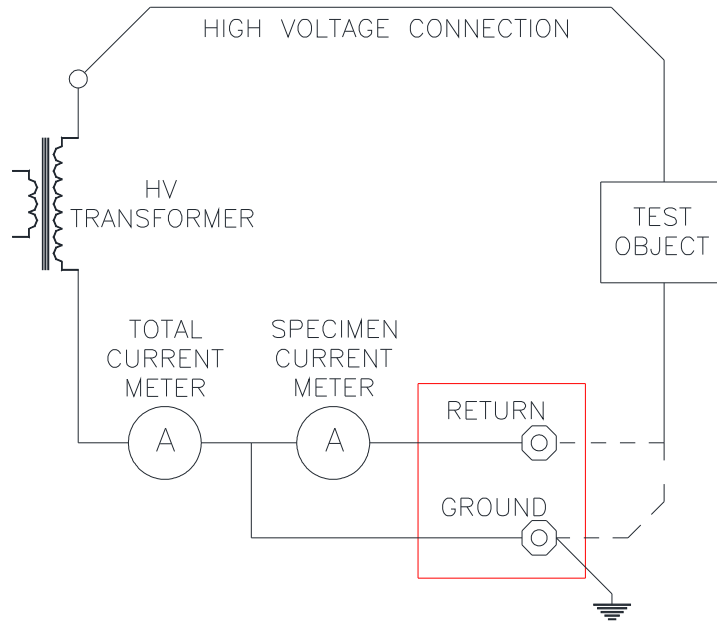 HIGH VOLTAGE CONNECTION
HV
TRANSFORMER
TEST
OBJECT
TOTAL
CURRENT
METER
SPECIMEN
CURRENT
METER
A
A
RETURN
GROUND